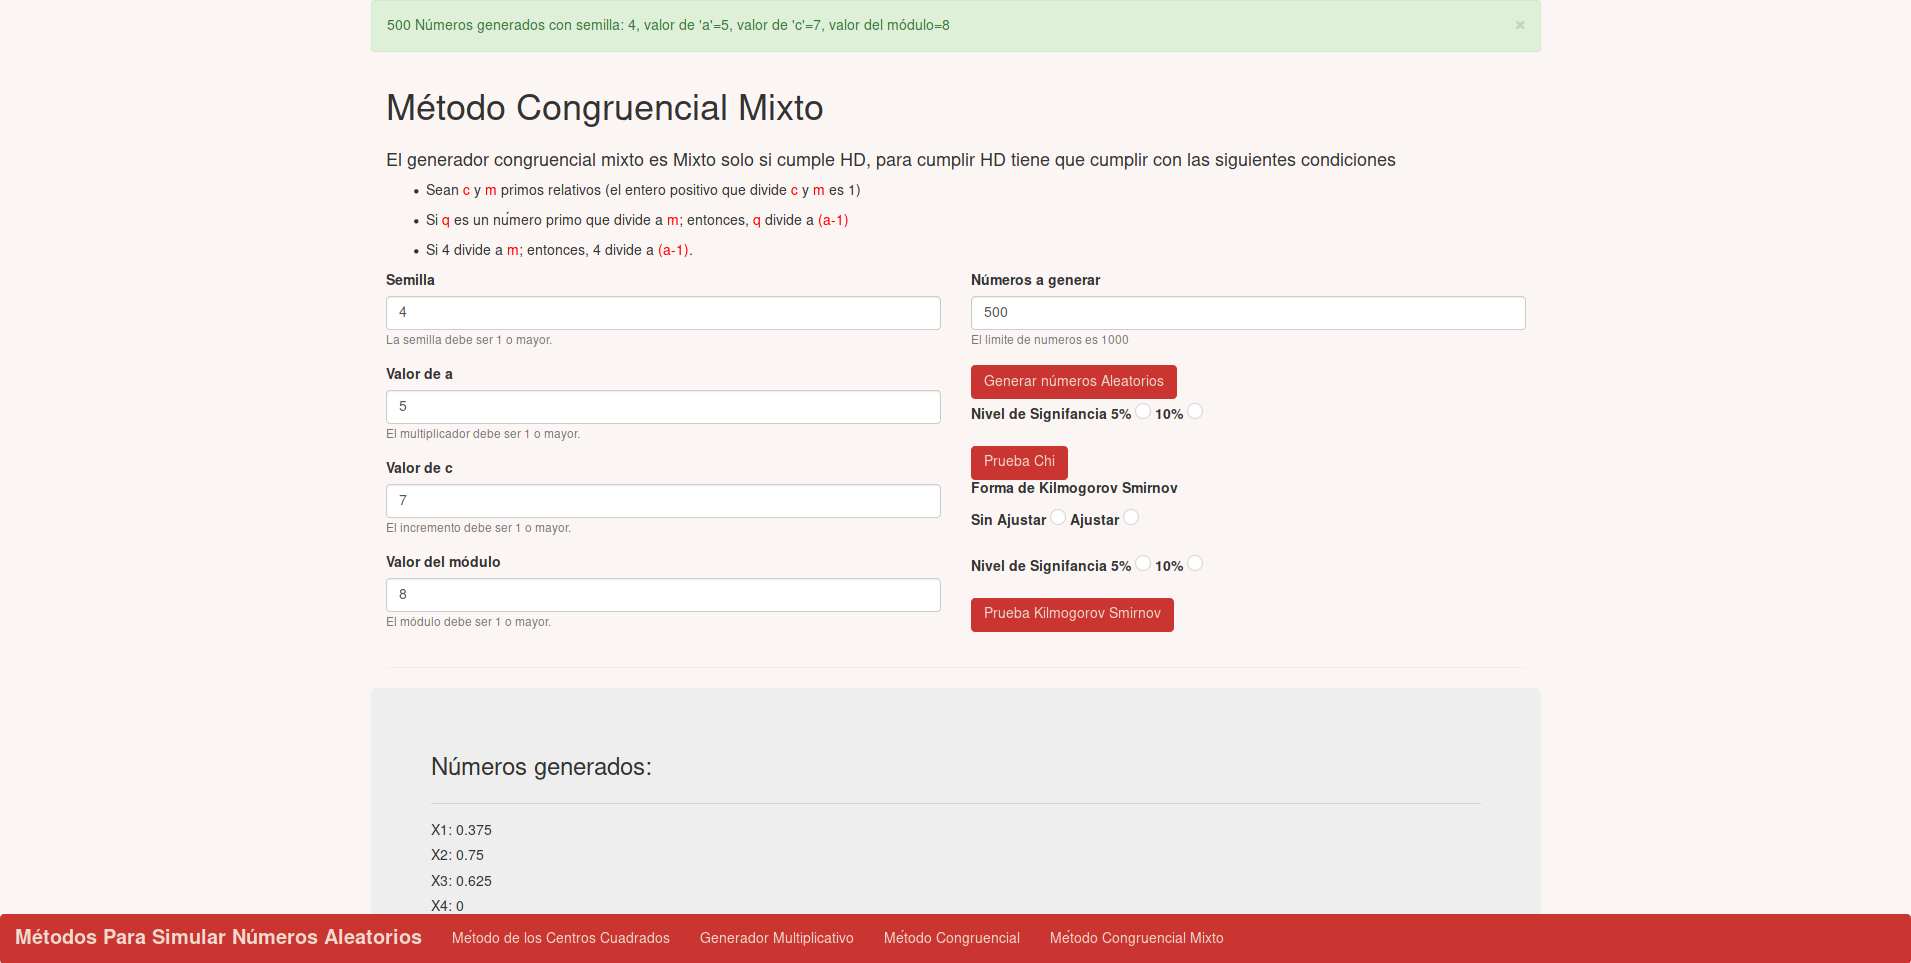 500 Números generados con semilla: 4, valor de 'a'=5, valor de 'c'=7, valor del módulo=8
×
Método Congruencial Mixto
El generador congruencial mixto es Mixto solo si cumple HD, para cumplir HD tiene que cumplir con las siguientes condiciones
• Sean c y m primos relativos (el entero positivo que divide c y m es 1)
• Si q es un número primo que divide a m; entonces, q divide a (a-1)
• Si 4 divide a m; entonces, 4 divide a (a-1).
Semilla
4
La semilla debe ser 1 o mayor.
Valor de a
5
El multiplicador debe ser 1 o mayor.
Valor de c
7
El incremento debe ser 1 o mayor.
Valor del módulo
8
El módulo debe ser 1 o mayor.
Números a generar
500
El limite de numeros es 1000
Generar números Aleatorios
Nivel de Signifancia 5% 10%
Prueba Chi
Forma de Kilmogorov Smirnov
Sin Ajustar Ajustar
Nivel de Signifancia 5% 10%
Prueba Kilmogorov Smirnov
Números generados:
X1: 0.375
X2: 0.75
X3: 0.625
X4: 0
Métodos Para Simular Números Aleatorios Método de los Centros Cuadrados Generador Multiplicativo Método Congruencial Método Congruencial Mixto